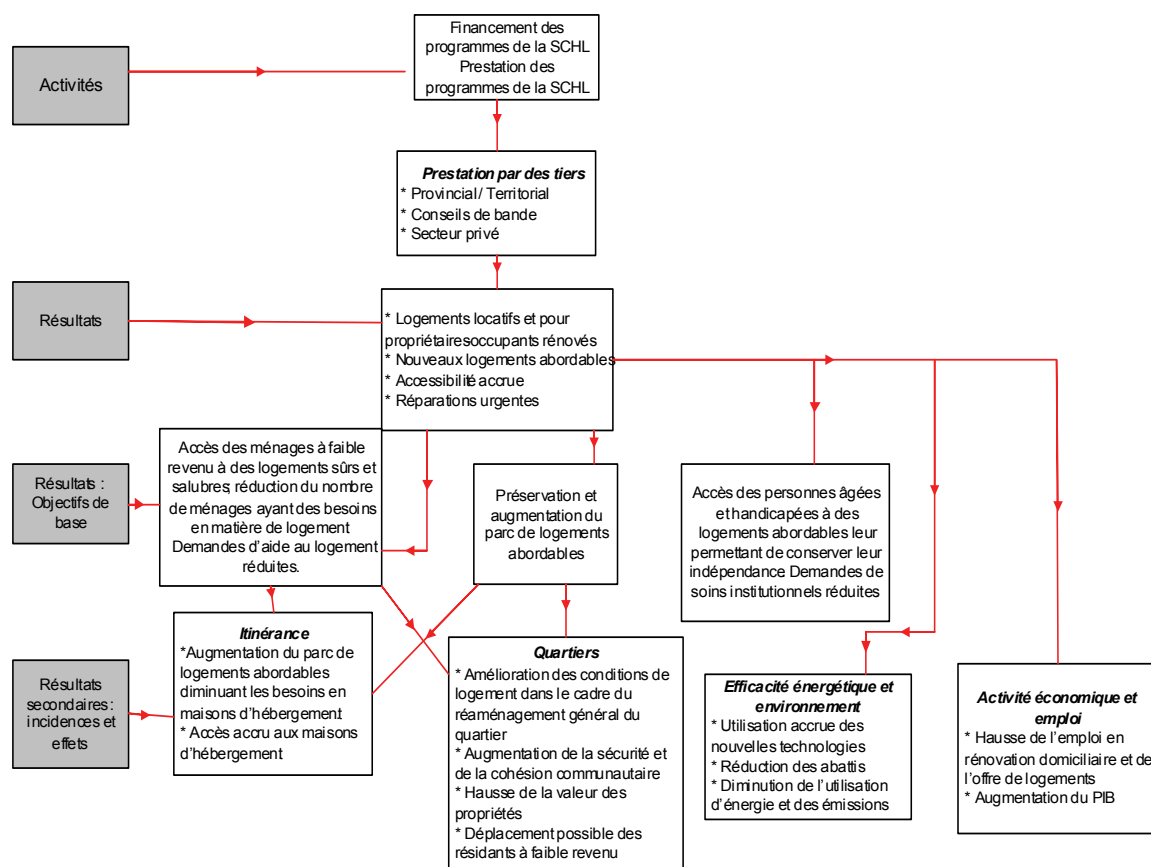 Financement des
programmes de la SCHL
Prestation des
programmes de la SCHL
Activités
Prestation par des tiers
* Provincial / Territorial
* Conseils de bande
* Secteur privé
Résultats
* Logements locatifs et pour
propriétairesoccupants rénovés
* Nouveaux logements abordables
* Accessibilité accrue
* Réparations urgentes
Résultats :
Objectifs de
base
Accès des ménages à faible
revenu à des logements sûrs et
salubres; réduction du nombre
de ménages ayant des besoins
en matière de logement.
Demandes d'aide au logement
réduites.
Préservation et
augmentation du
parc de logements
abordables
Accès des personnes âgées
et handicapées à des
logements abordables leur
permettant de conserver leur
indépendance. Demandes de
soins institutionnels réduites
Résultats
secondaires :
incidences et
effets
Itinérance
*Augmentation du parc de
logements abordables
diminuant les besoins en
maisons d'hébergement.
* Accès accru aux maisons
d'hébergement
Quartiers
* Amélioration des conditions de
logement dans le cadre du
réaménagement général du
quartier
* Augmentation de la sécurité et
de la cohésion communautaire
* Hausse de la valeur des
propriétés
* Déplacement possible des
résidants à faible revenu
Efficacité énergétique et
environnement
* Utilisation accrue des
nouvelles technologies
* Réduction des abattis
* Diminution de l'utilisation
d'énergie et des émissions
Activité économique et
emploi
* Hausse de l'emploi en
rénovation domiciliaire et de
l'offre de logements
* Augmentation du PIB